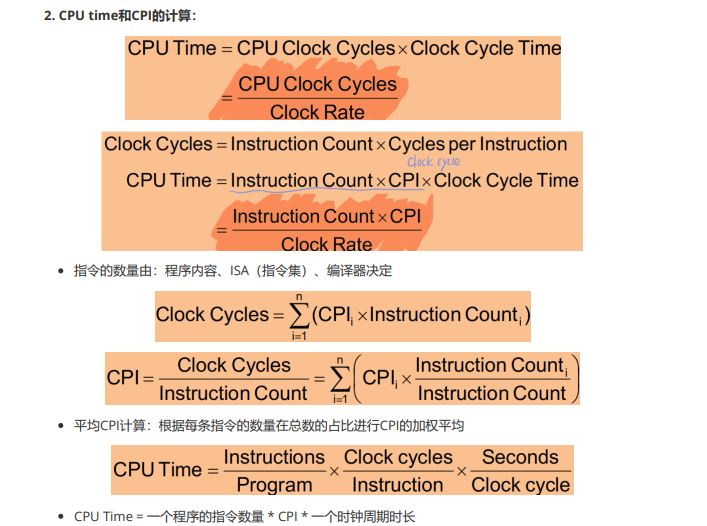 2. CPU time和CPI的计算：
CPU Time = CPU Clock Cycles × Clock Cycle Time
= CPU Clock Cycles / Clock Rate
Clock Cycles = Instruction Count × Cycles per Instruction
Clock cycle
CPU Time = Instruction Count × CPI × Clock Cycle Time
= Instruction Count × CPI / Clock Rate
• 指令的数量由：程序内容、ISA（指令集）、编译器决定
Clock Cycles = ∑_{i=1}^{n} (CPI_i × Instruction Count_i)
CPI = Clock Cycles / Instruction Count = ∑_{i=1}^{n} (CPI_i × Instruction Count_i / Instruction Count)
• 平均CPI计算：根据每条指令的数量在总数的占比进行CPI的加权平均
CPU Time = Instructions / Program × Clock cycles / Instruction × Seconds / Clock cycle
• CPU Time = 一个程序的指令数量 * CPI * 一个时钟周期时长